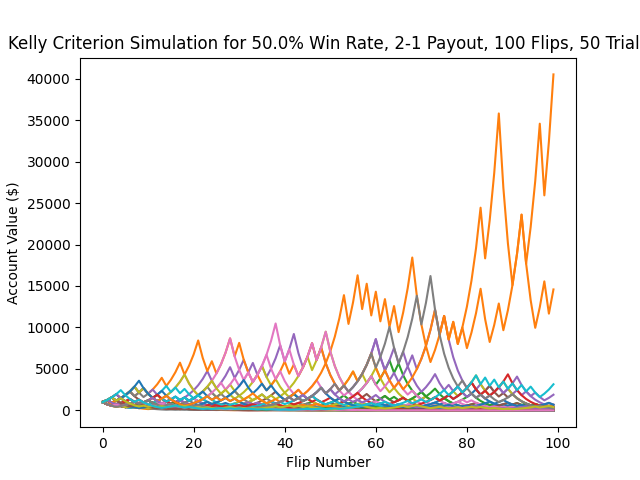 Kelly Criterion Simulation for 50.0% Win Rate, 2-1 Payout, 100 Flips, 50 Trial
40000
35000
30000
25000
20000
15000
10000
5000
0
Account Value ($)
0 20 40 60 80 100
Flip Number